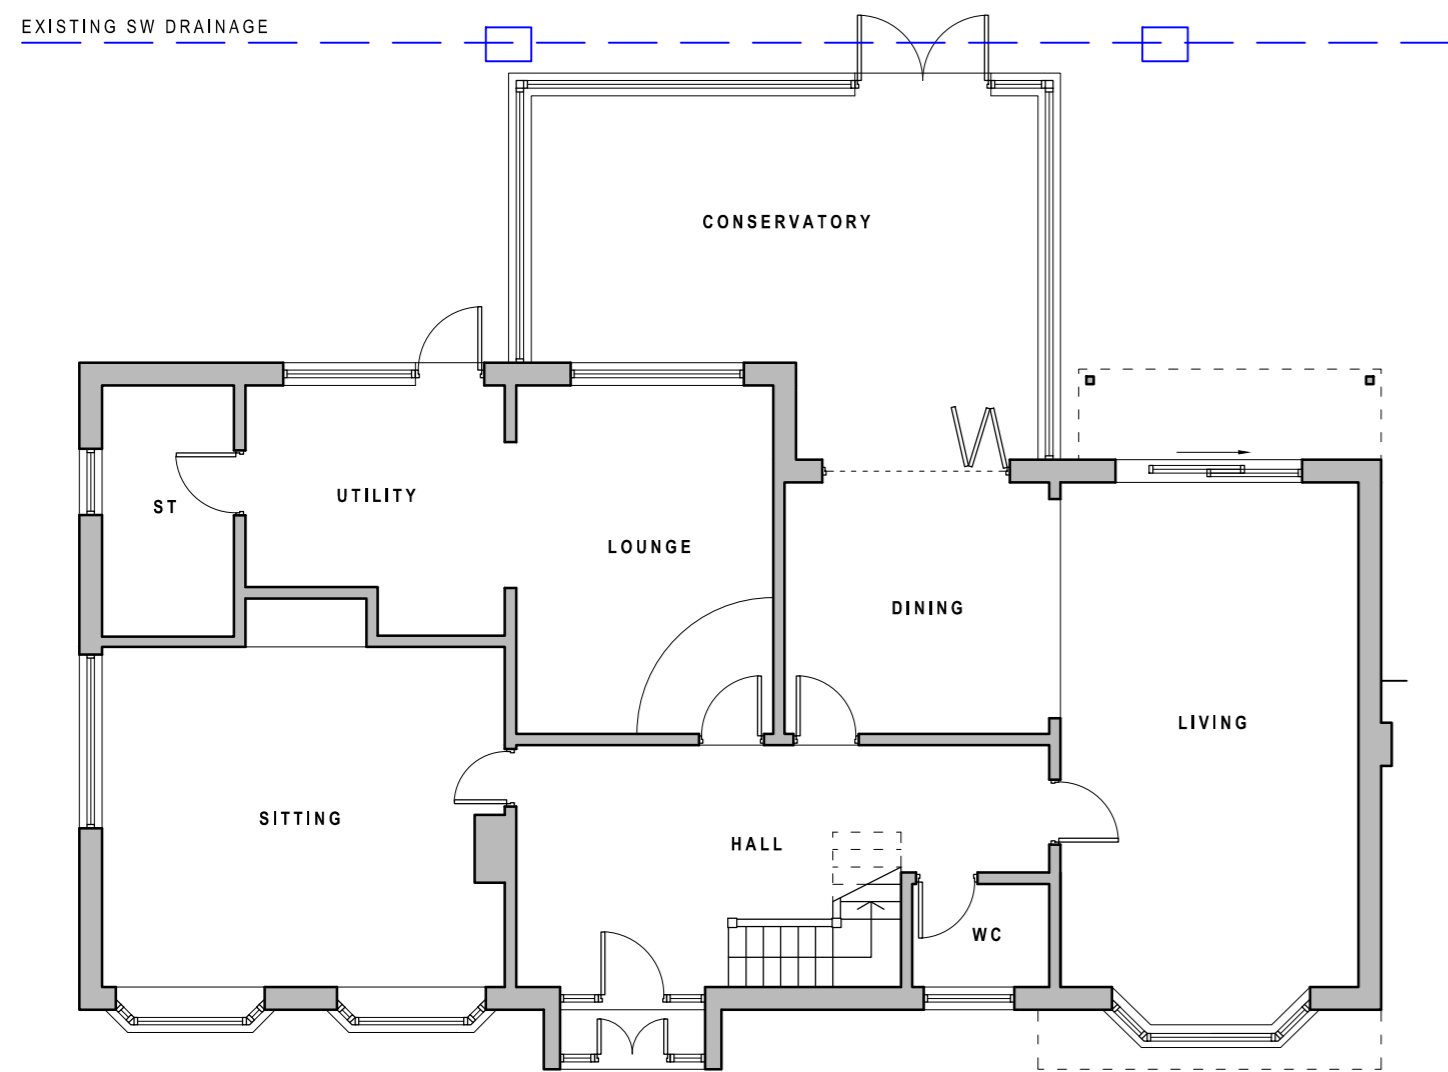 EXISTING SW DRAINAGE
CONSERVATORY
ST
UTILITY
LOUNGE
DINING
LIVING
SITTING
HALL
WC